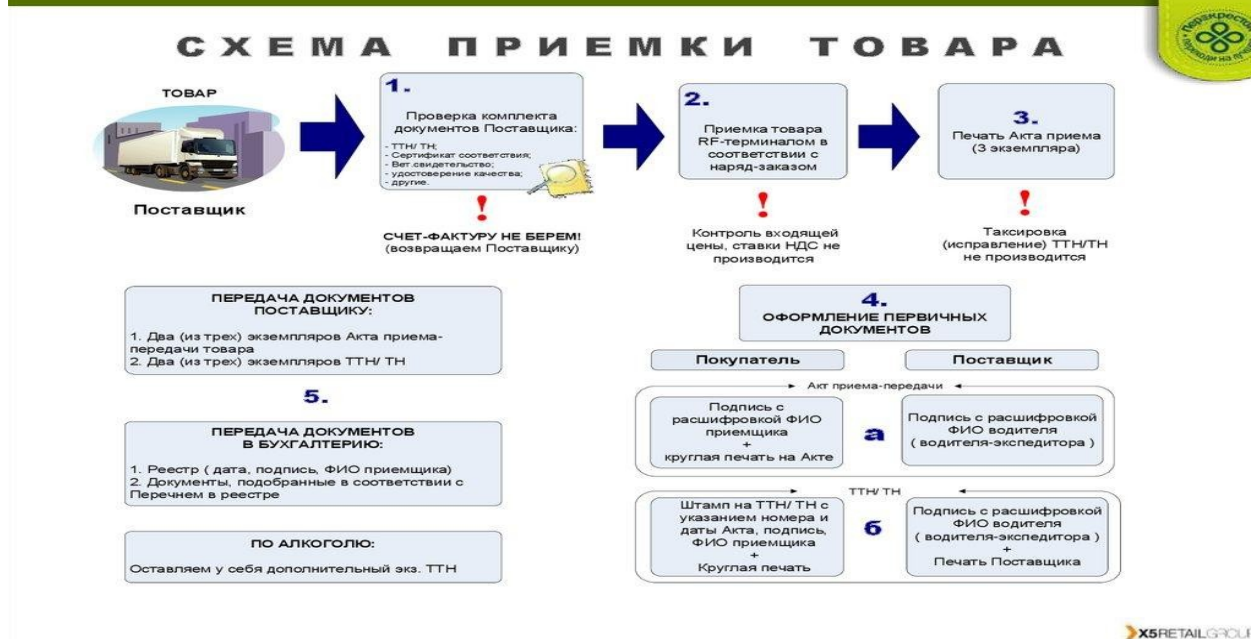 СХЕМА ПРИЕМКИ ТОВАРА
ТОВАР
Поставщик
1.
Проверка комплекта
документов Поставщика:
- ТТН/ ТН;
- Сертификат соответствия;
- Вет.свидетельство;
- удостоверение качества;
- другие.
!
СЧЕТ-ФАКТУРУ НЕ БЕРЕМ!
(возвращаем Поставщику)
2.
Приемка товара
RF-терминалом в
соответствии с
наряд-заказом
!
Контроль входящей
цены, ставки НДС не
производится
3.
Печать Акта приема
(3 экземпляра)
!
Таксировка
(исправление) ТТН/ТН
не производится
4.
ОФОРМЛЕНИЕ ПЕРВИЧНЫХ
ДОКУМЕНТОВ
Покупатель
Поставщик
Акт приема-передачи
Подпись с
расшифровкой ФИО
приемщика
+
круглая печать на Акте
а
Подпись с расшифровкой
ФИО водителя
( водителя-экспедитора )
ТТН/ ТН
Штамп на ТТН/ ТН с
указанием номера и
даты Акта, подпись,
ФИО приемщика
+
Круглая печать
б
Подпись с расшифровкой
ФИО водителя
( водителя-экспедитора )
+
Печать Поставщика
ПЕРЕДАЧА ДОКУМЕНТОВ
ПОСТАВЩИКУ:
1. Два (из трех) экземпляров Акта приема-
передачи товара
2. Два (из трех) экземпляров ТТН/ ТН
5.
ПЕРЕДАЧА ДОКУМЕНТОВ
В БУХГАЛТЕРИЮ:
1. Реестр ( дата, подпись, ФИО приемщика)
2. Документы, подобранные в соответствии с
Перечнем в реестре
ПО АЛКОГОЛЮ:
Оставляем у себя дополнительный экз. ТТН
X5RETAILGROUP